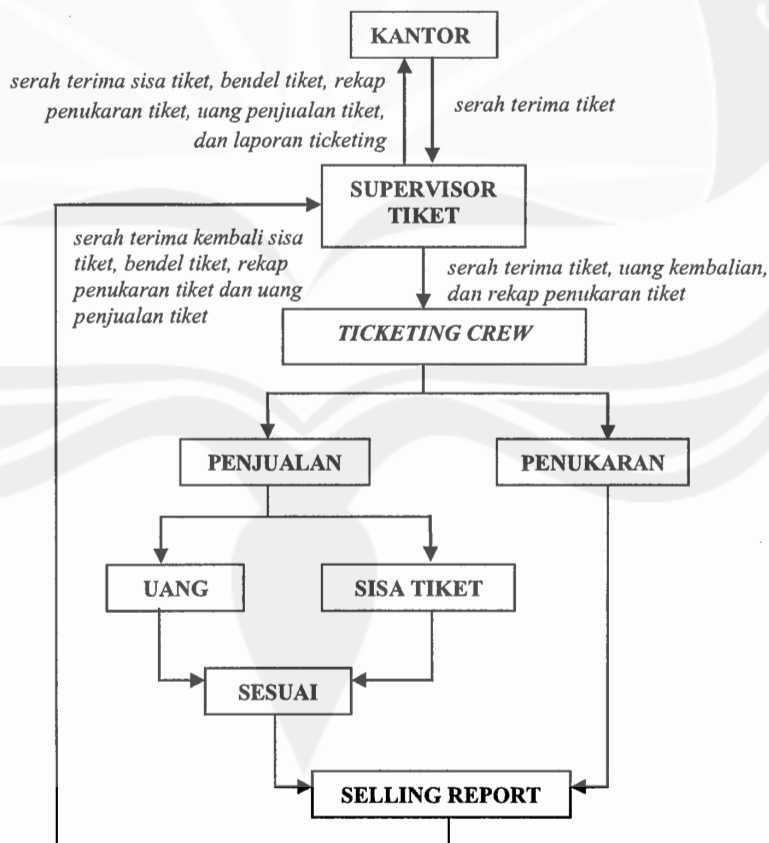 KANTOR
serah terima sisa tiket, bendel tiket, rekap
penukaran tiket, uang penjualan tiket,
dan laporan ticketing
serah terima tiket
SUPERVISOR
TIKET
serah terima kembali sisa
tiket, bendel tiket, rekap
penukaran tiket dan uang
penjualan tiket
serah terima tiket, uang kembalian,
dan rekap penukaran tiket
TICKETING CREW
PENJUALAN
PENUKARAN
UANG
SISA TIKET
SESUAI
SELLING REPORT